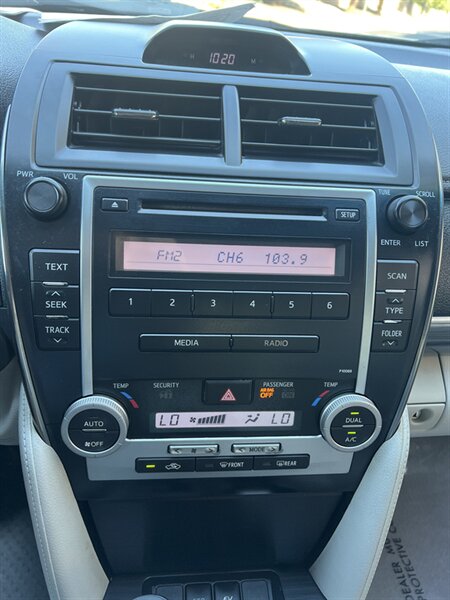 H 10:20 M
PWR VOL
TUNE SCROLL
SETUP
ENTER LIST
FM2 CH6 103.9
TEXT
SCAN
1 2 3 4 5 6
SEEK
TYPE
TRACK
MEDIA RADIO
FOLDER
P10088
TEMP SECURITY PASSENGER TEMP
AIR BAG OFF
ON
AUTO
LO LO
DUAL
OFF
A/C
MODE
FRONT REAR